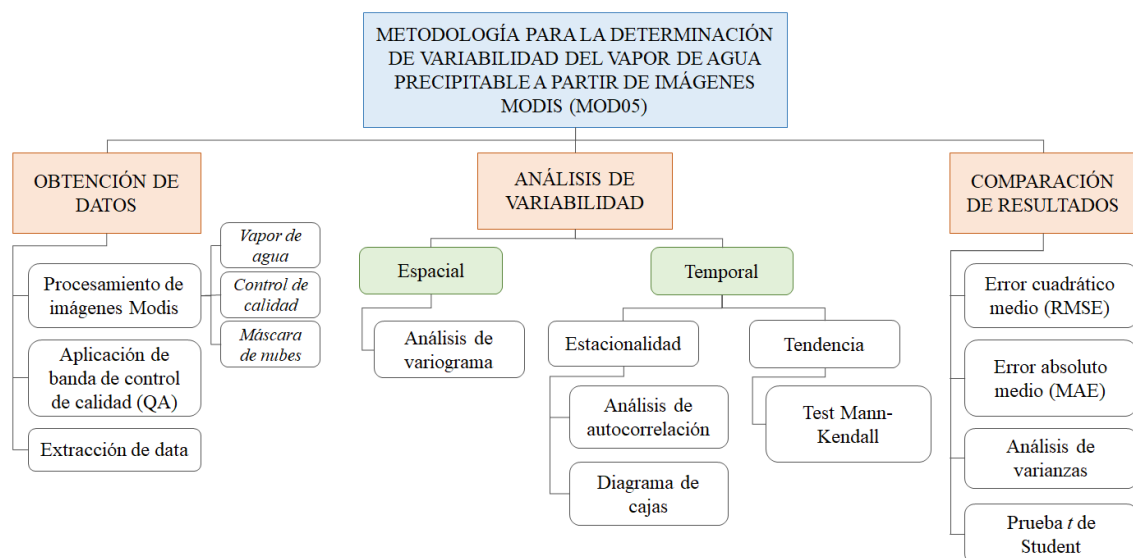 METODOLOGÍA PARA LA DETERMINACIÓN
DE VARIABILIDAD DEL VAPOR DE AGUA
PRECIPITABLE A PARTIR DE IMÁGENES
MODIS (MOD05)
OBTENCIÓN DE
DATOS
Procesamiento de
imágenes Modis
Vapor de
agua
Control de
calidad
Máscara
de nubes
Aplicación de
banda de control
de calidad (QA)
Extracción de data
ANÁLISIS DE
VARIABILIDAD
Espacial
Análisis de
variograma
Temporal
Estacionalidad
Análisis de
autocorrelación
Diagrama de
cajas
Tendencia
Test Mann-
Kendall
COMPARACIÓN
DE RESULTADOS
Error cuadrático
medio (RMSE)
Error absoluto
medio (MAE)
Análisis de
varianzas
Prueba t de
Student